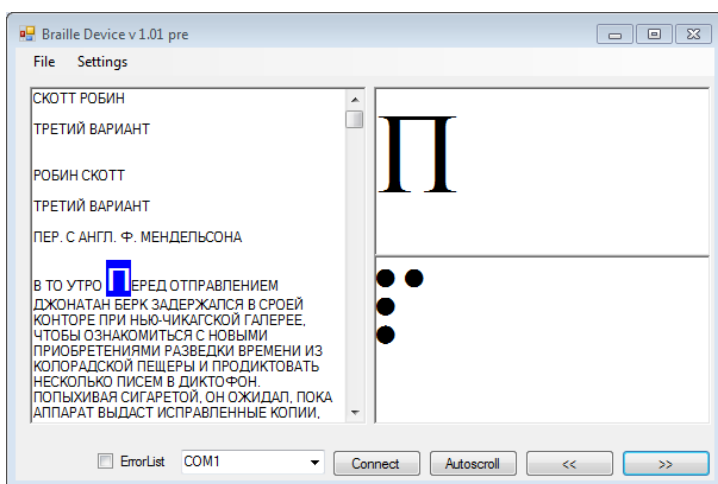 Braille Device v 1.01 pre
File Settings
СКОТТ РОБИН
ТРЕТИЙ ВАРИАНТ
РОБИН СКОТТ
ТРЕТИЙ ВАРИАНТ
ПЕР. С АНГЛ. Ф. МЕНДЕЛЬСОНА
В ТО УТРО ПЕРЕД ОТПРАВЛЕНИЕМ
ДЖОНАТАН БЕРК ЗАДЕРЖАЛСЯ В СРОЕЙ
КОНТОРЕ ПРИ НЬЮ-ЧИКАГСКОЙ ГАЛЕРЕЕ,
ЧТОБЫ ОЗНАКОМИТЬСЯ С НОВЫМИ
ПРИОБРЕТЕНИЯМИ РАЗВЕДКИ ВРЕМЕНИ ИЗ
КОЛОРАДСКОЙ ПЕЩЕРЫ И ПРОДИКТОВАТЬ
НЕСКОЛЬКО ПИСЕМ В ДИКТОФОН.
ПОПЫХИВАЯ СИГАРЕТОЙ, ОН ОЖИДАЛ, ПОКА
АППАРАТ ВЫДАСТ ИСПРАВЛЕННЫЕ КОПИИ,
П
⠏
ErrorList COM1 Connect Autoscroll << >>